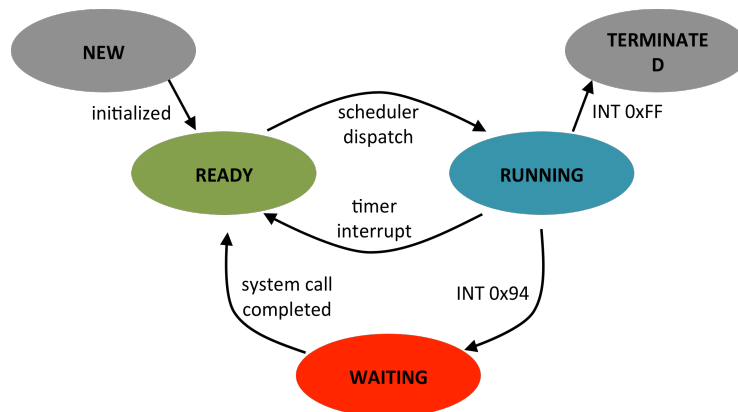 NEW
TERMINATE
D
initialized
scheduler
dispatch
INT 0xFF
READY
RUNNING
timer
interrupt
system call
completed
INT 0x94
WAITING